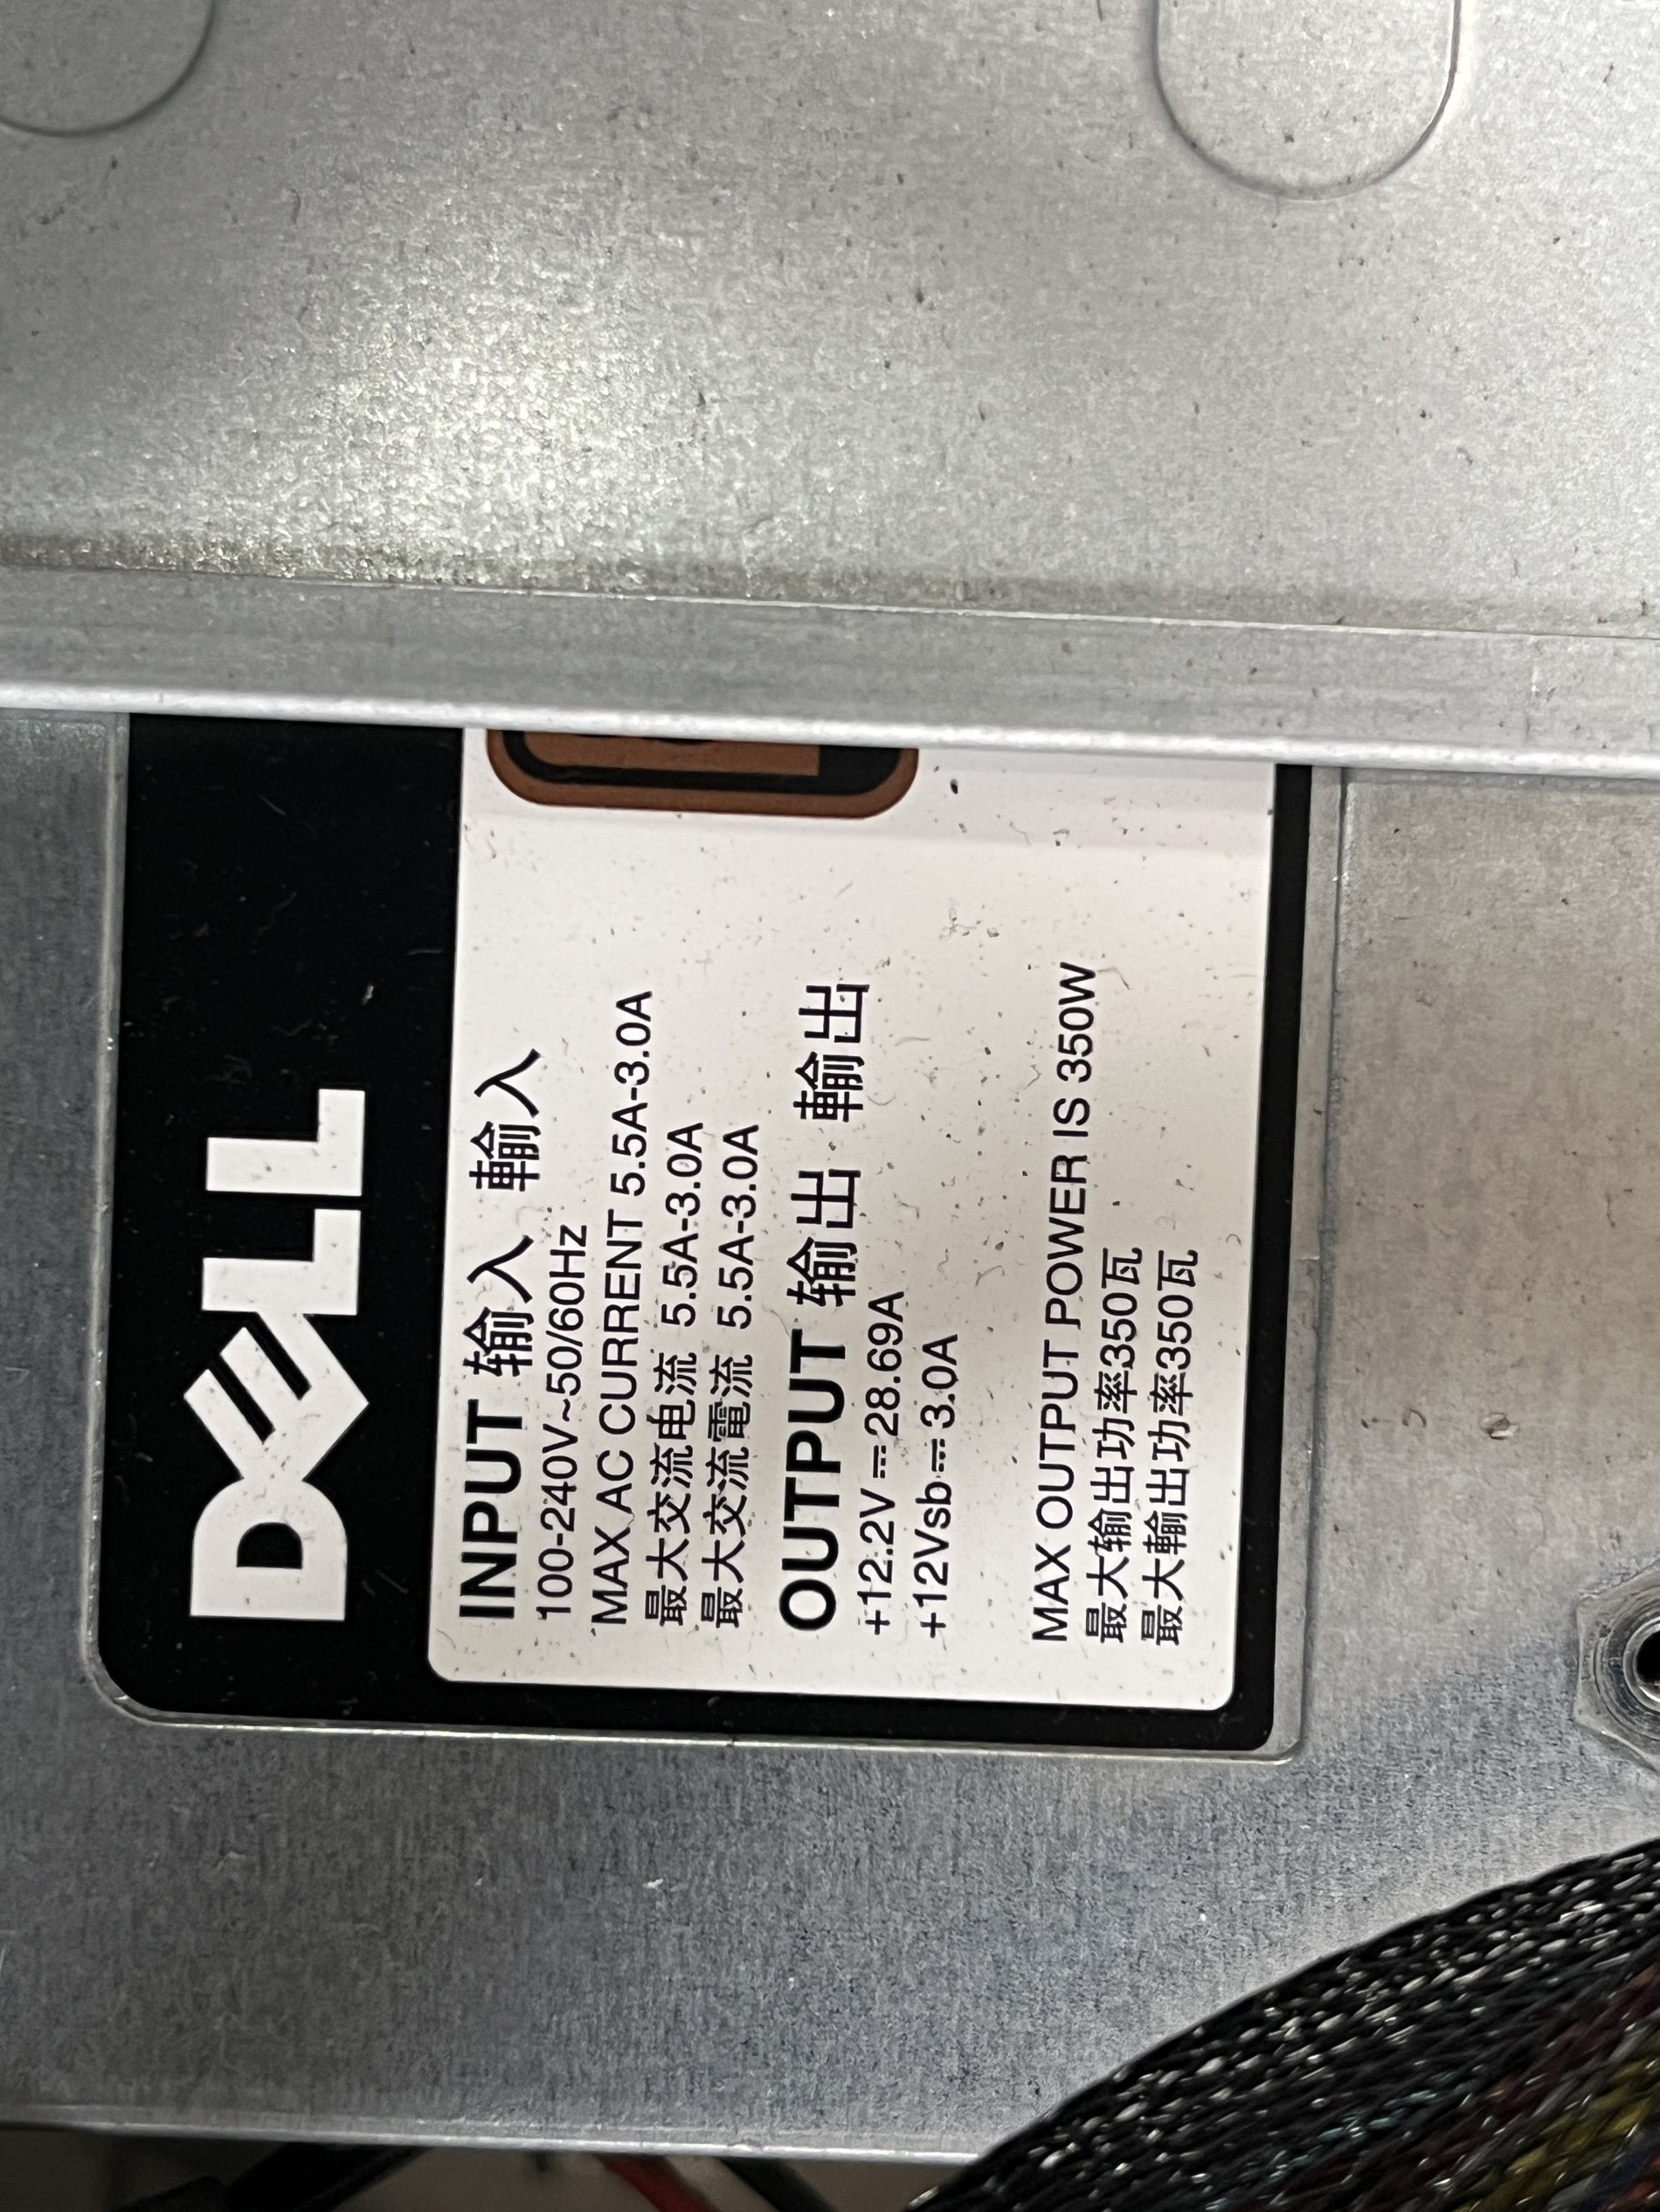 DELL
INPUT 输入 輸入
100-240V~50/60Hz
MAX AC CURRENT 5.5A-3.0A
最大交流电流 5.5A-3.0A
最大交流電流 5.5A-3.0A
OUTPUT 输出 輸出
+12.2V⎓28.69A
+12Vsb⎓3.0A
MAX OUTPUT POWER IS 350W
最大输出功率350瓦
最大輸出功率350瓦